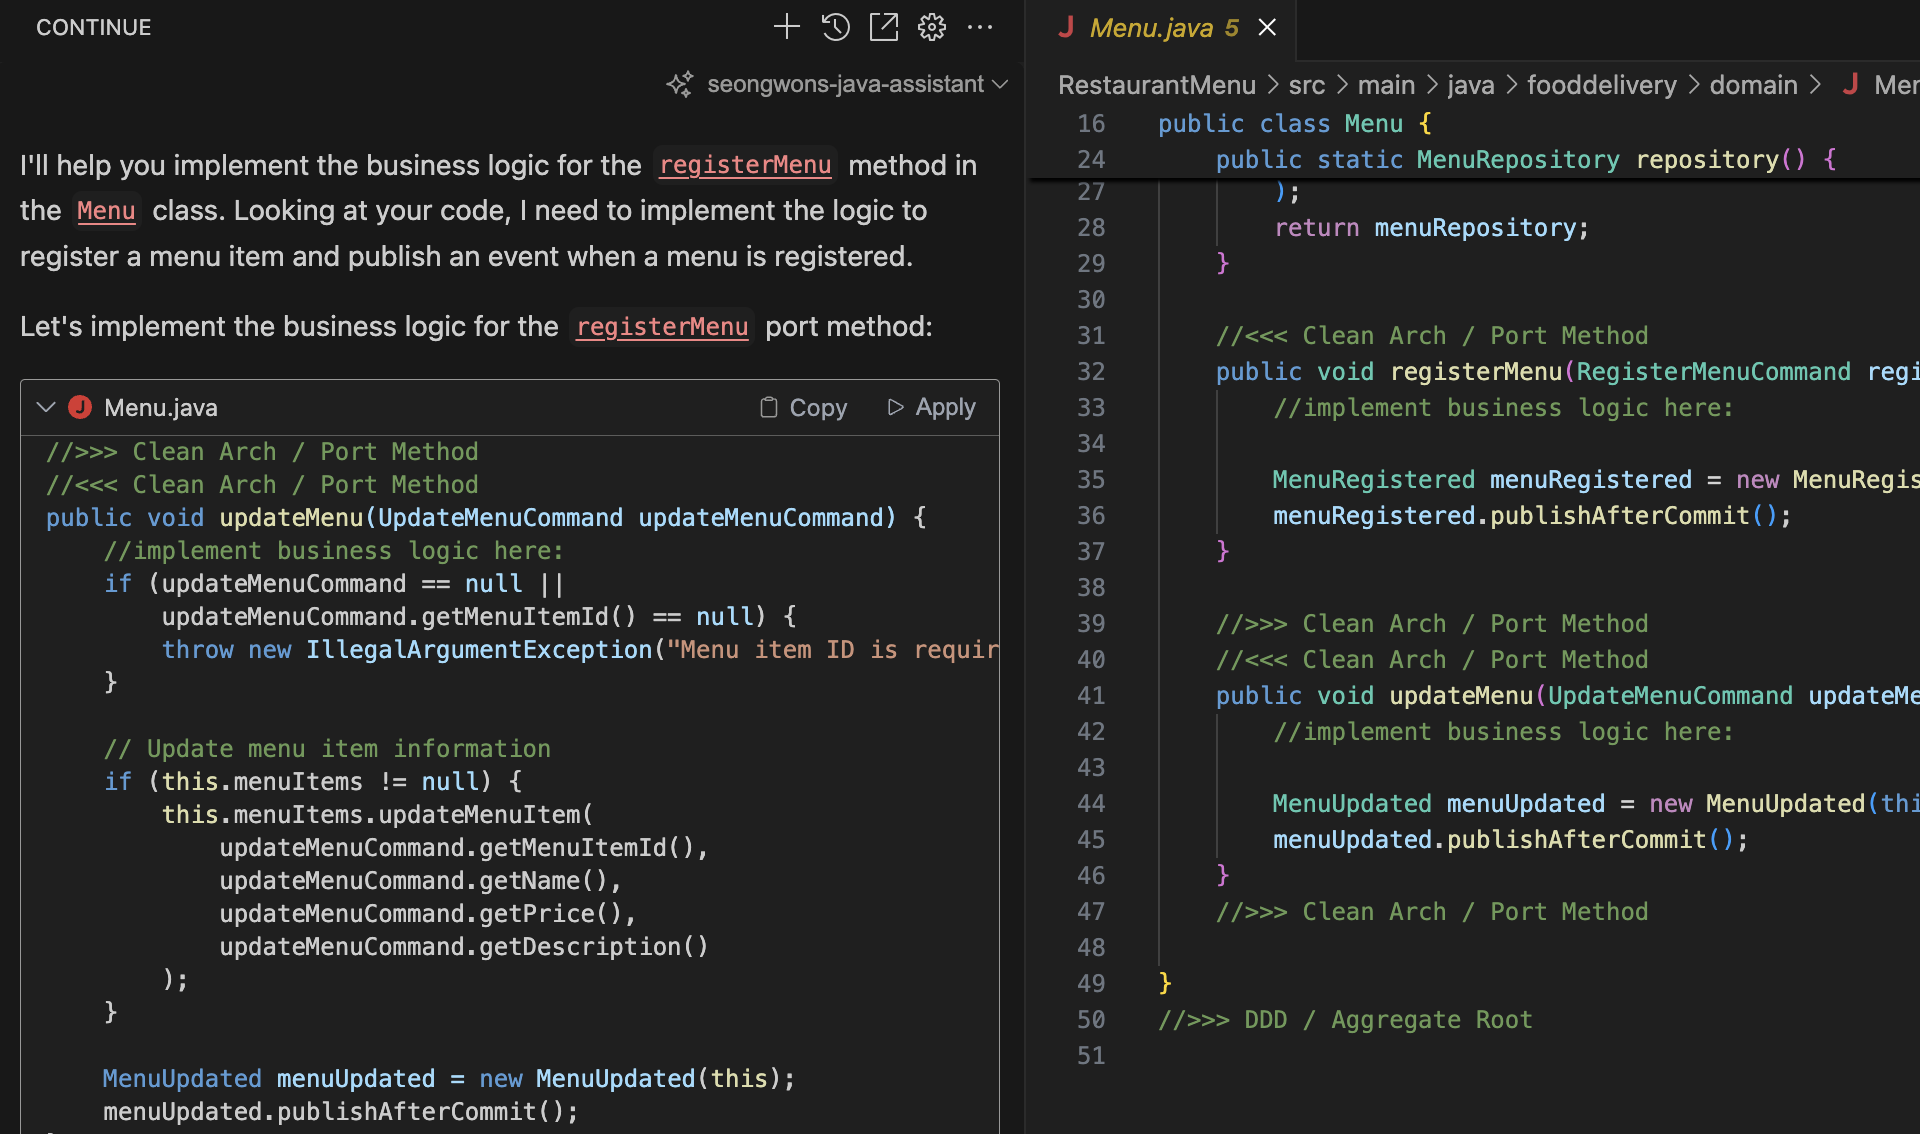 CONTINUE
seongwons-java-assistant
I'll help you implement the business logic for the registerMenu method in
the Menu class. Looking at your code, I need to implement the logic to
register a menu item and publish an event when a menu is registered.
Let's implement the business logic for the registerMenu port method:
Menu.java Copy Apply
//>>> Clean Arch / Port Method
//<<< Clean Arch / Port Method
public void updateMenu(UpdateMenuCommand updateMenuCommand) {
//implement business logic here:
if (updateMenuCommand == null ||
updateMenuCommand.getMenuItemId() == null) {
throw new IllegalArgumentException("Menu item ID is requir
}
// Update menu item information
if (this.menuItems != null) {
this.menuItems.updateMenuItem(
updateMenuCommand.getMenuItemId(),
updateMenuCommand.getName(),
updateMenuCommand.getPrice(),
updateMenuCommand.getDescription()
);
}
MenuUpdated menuUpdated = new MenuUpdated(this);
menuUpdated.publishAfterCommit();
J Menu.java 5
RestaurantMenu > src > main > java > fooddelivery > domain > J Mer
16 public class Menu {
24 public static MenuRepository repository() {
27 );
28 return menuRepository;
29 }
30
31 //<<< Clean Arch / Port Method
32 public void registerMenu(RegisterMenuCommand regi
33 //implement business logic here:
34
35 MenuRegistered menuRegistered = new MenuRegis
36 menuRegistered.publishAfterCommit();
37 }
38
39 //>>> Clean Arch / Port Method
40 //<<< Clean Arch / Port Method
41 public void updateMenu(UpdateMenuCommand updateMe
42 //implement business logic here:
43
44 MenuUpdated menuUpdated = new MenuUpdated(thi
45 menuUpdated.publishAfterCommit();
46 }
47 //>>> Clean Arch / Port Method
48
49 }
50 //>>> DDD / Aggregate Root
51